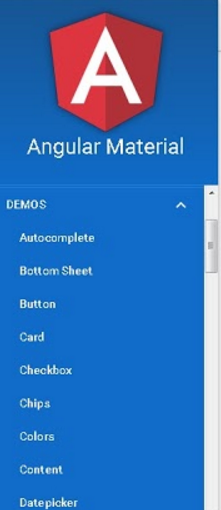 A
Angular Material
DEMOS
Autocomplete
Bottom Sheet
Button
Card
Checkbox
Chips
Colors
Content
Datepicker